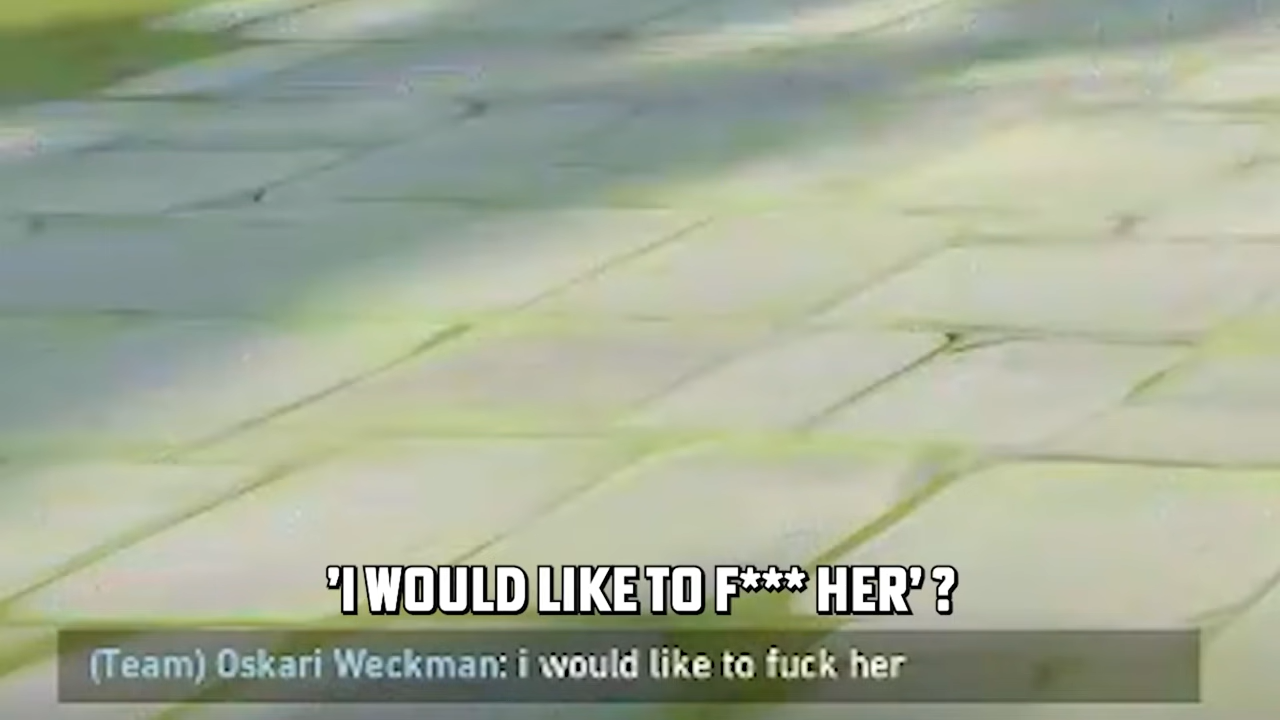 'I WOULD LIKE TO F*** HER' ?
(Team) Oskari Weckman: i would like to fuck her